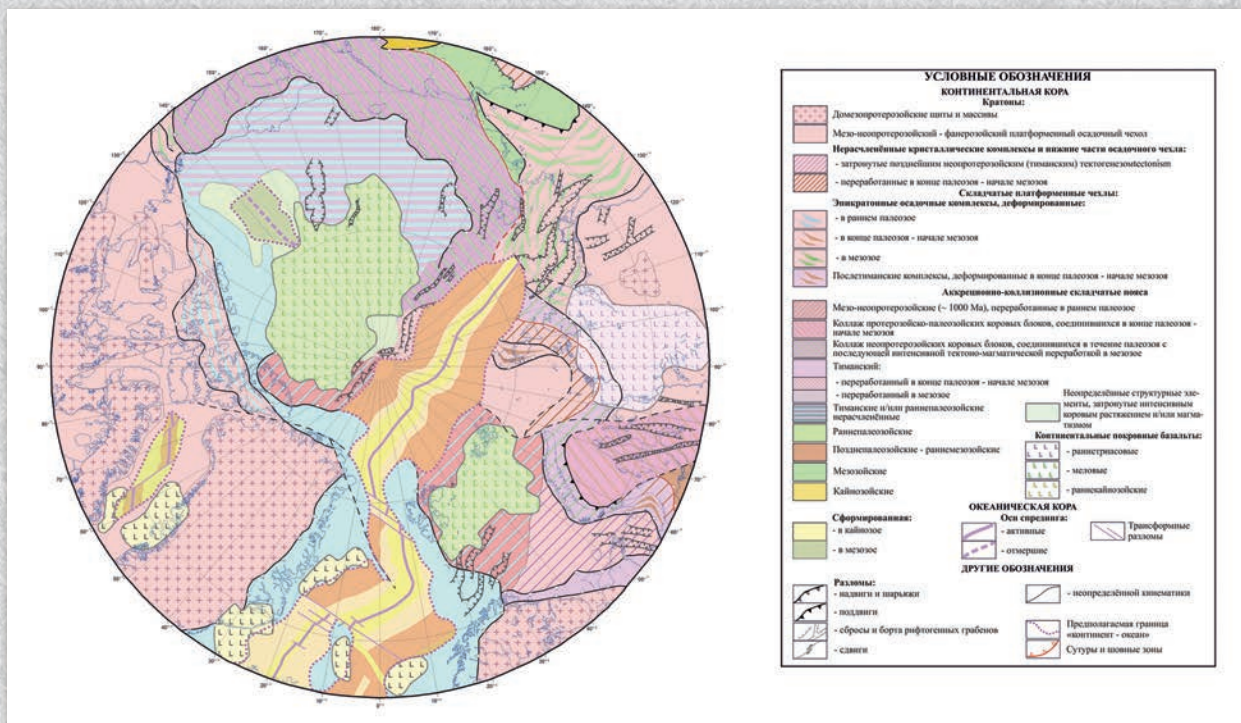 УСЛОВНЫЕ ОБОЗНАЧЕНИЯ
КОНТИНЕНТАЛЬНАЯ КОРА
Кратоны:
Домезопротерозойские щиты и массивы
Мезо-неопротерозойский - фанерозойский платформенный осадочный чехол
Нерасчленённые кристаллические комплексы и нижние части осадочного чехла:
- затронутые позднейшим неопротерозойским (тиманским) тектогенезомtectonism
- переработанные в конце палеозоя - начале мезозоя
Складчатые платформенные чехлы:
Эпикратонные осадочные комплексы, деформированные:
- в раннем палеозое
- в конце палеозоя - начале мезозоя
- в мезозое
Послетиманские комплексы, деформированные в конце палеозоя - начале мезозоя
Аккреционно-коллизионные складчатые пояса
Мезо-неопротерозойские (~ 1000 Ma), переработанные в раннем палеозое
Коллаж протерозойско-палеозойских коровых блоков, соединившихся в конце палеозоя -
начале мезозоя
Коллаж неопротерозойских коровых блоков, соединившихся в течение палеозоя с
последующей интенсивной тектоно-магматической переработкой в мезозое
Тиманский:
- переработанный в конце палеозоя - начале мезозоя
- переработанный в мезозое
Тиманские и/или раннепалеозойские
нерасчленённые
Раннепалеозойские
Позднепалеозойские - раннемезозойские
Мезозойские
Кайнозойские
Неопределённые структурные эле-
менты, затронутые интенсивным
коровым растяжением и/или магма-
тизмом
Континентальные покровные базальты:
- раннетриасовые
- меловые
- раннекайнозойские
ОКЕАНИЧЕСКАЯ КОРА
Сформированная:
- в кайнозое
- в мезозое
Оси спрединга:
- активные
- отмершие
Трансформные
разломы
ДРУГИЕ ОБОЗНАЧЕНИЯ
Разломы:
- надвиги и шарьяжи
- поддвиги
- сбросы и борта рифтогенных грабенов
- сдвиги
- неопределённой кинематики
Предполагаемая граница
«континент - океан»
Сутуры и шовные зоны